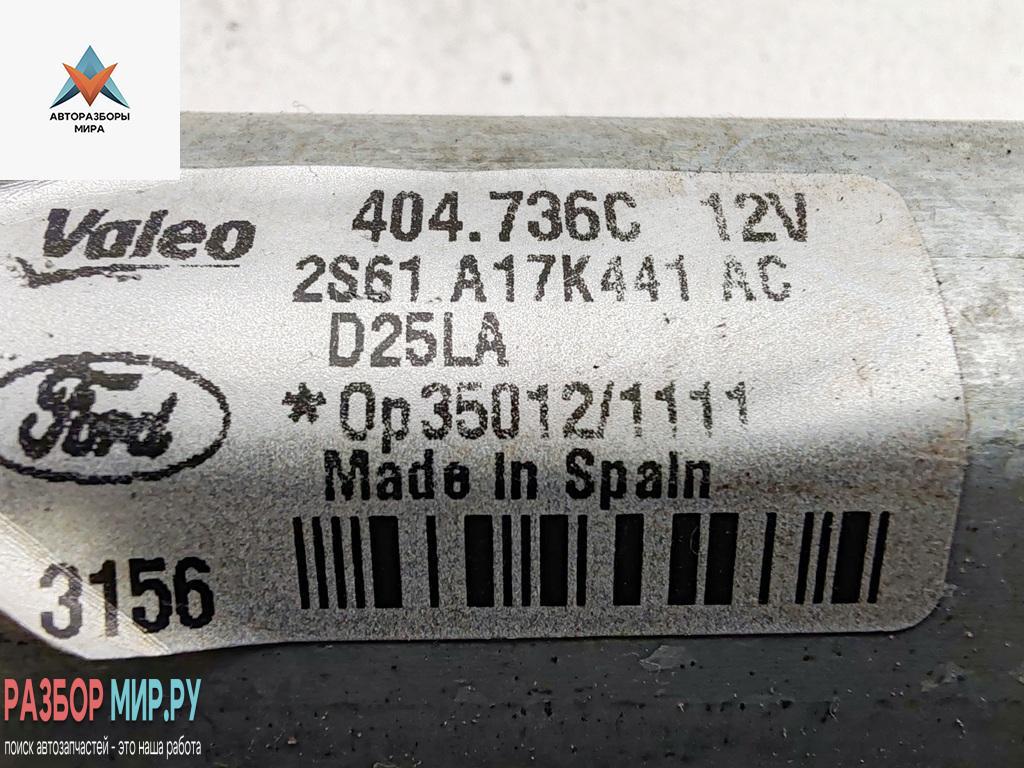 АВТОРАЗБОРЫ
МИРА
Valeo
404.736C 12V
2S61 A17K441 AC
D25LA
*Op35012/1111
Ford
Made In Spain
3156
РАЗБОР МИР.РУ
поиск автозапчастей - это наша работа